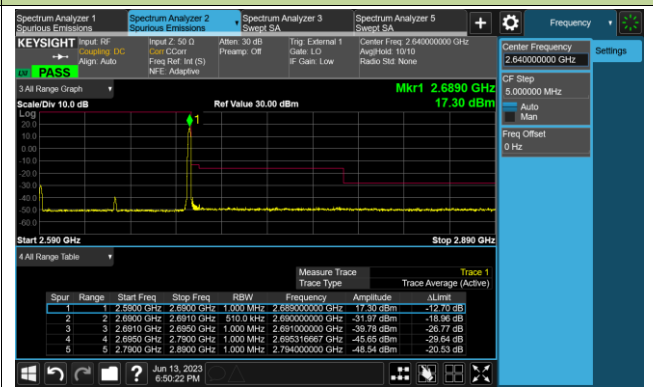 Spectrum Analyzer 1
Spurious Emissions
Spectrum Analyzer 2
Spurious Emissions
Spectrum Analyzer 3
Swept SA
Spectrum Analyzer 5
Swept SA
Frequency
KEYSIGHT Input: RF
Coupling: DC
Align: Auto
Input Z: 50 Ω
Corr CCorr
Freq Ref: Int (S)
NFE: Adaptive
Atten: 30 dB
Preamp: Off
Trig: External 1
Gate: LO
IF Gain: Low
Center Freq: 2.640000000 GHz
Avg|Hold: 10/10
Radio Std: None
LXI PASS
Center Frequency
2.640000000 GHz
Settings
CF Step
5.000000 MHz
Auto
Man
Freq Offset
0 Hz
3 All Range Graph
Mkr1 2.6890 GHz
Scale/Div 10.0 dB
Ref Value 30.00 dBm
17.30 dBm
Log
20.0
10.0
0.00
-10.0
-20.0
-30.0
-40.0
-50.0
-60.0
1
Start 2.590 GHz
Stop 2.890 GHz
4 All Range Table
Measure Trace Trace 1
Trace Type Trace Average (Active)
Spur Range Start Freq Stop Freq RBW Frequency Amplitude ΔLimit
1 1 2.5900 GHz 2.6900 GHz 1.000 MHz 2.689000000 GHz 17.30 dBm -12.70 dB
2 2 2.6900 GHz 2.6910 GHz 510.0 kHz 2.690000000 GHz -31.97 dBm -18.96 dB
3 3 2.6910 GHz 2.6950 GHz 1.000 MHz 2.691000000 GHz -39.78 dBm -26.77 dB
4 4 2.6950 GHz 2.7900 GHz 1.000 MHz 2.695316667 GHz -45.65 dBm -29.64 dB
5 5 2.7900 GHz 2.8900 GHz 1.000 MHz 2.794000000 GHz -48.54 dBm -20.53 dB
Jun 13, 2023
6:50:22 PM